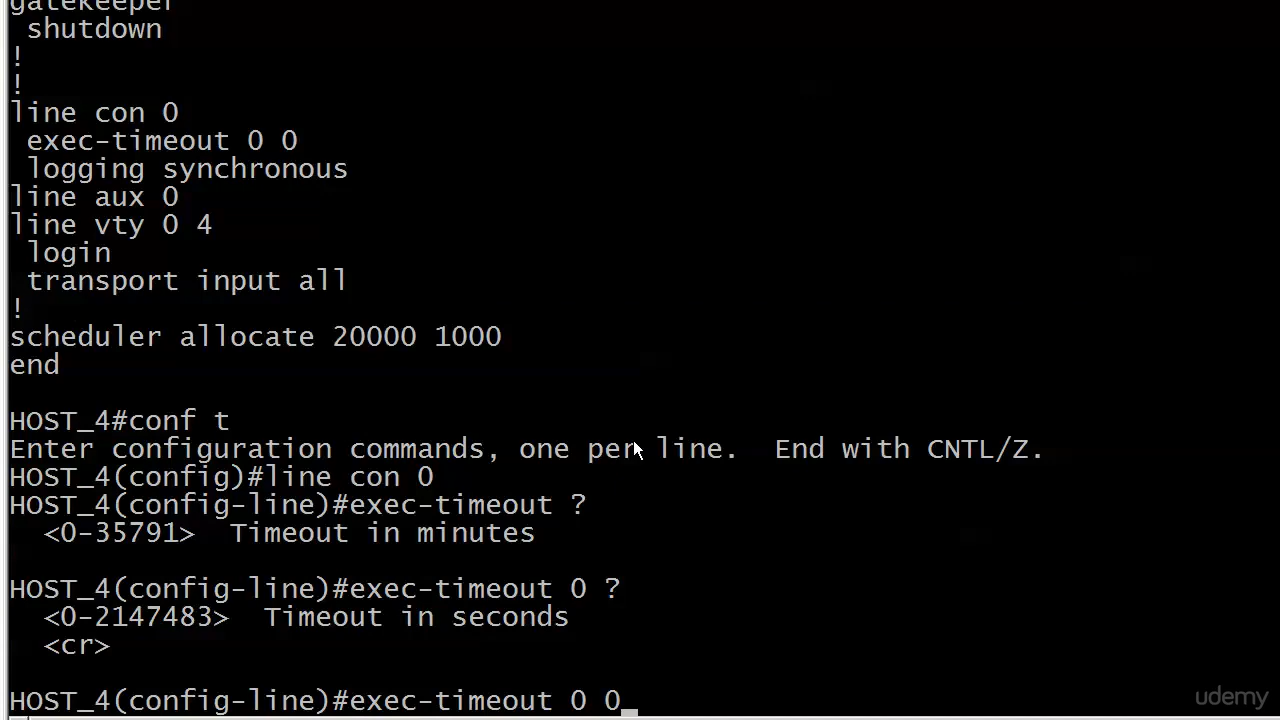 gatekeeper
 shutdown
!
!
line con 0
 exec-timeout 0 0
 logging synchronous
line aux 0
line vty 0 4
 login
 transport input all
!
scheduler allocate 20000 1000
end
HOST_4#conf t
Enter configuration commands, one per line.  End with CNTL/Z.
HOST_4(config)#line con 0
HOST_4(config-line)#exec-timeout ?
  <0-35791>  Timeout in minutes
HOST_4(config-line)#exec-timeout 0 ?
  <0-2147483>  Timeout in seconds
  <cr>
HOST_4(config-line)#exec-timeout 0 0
udemy